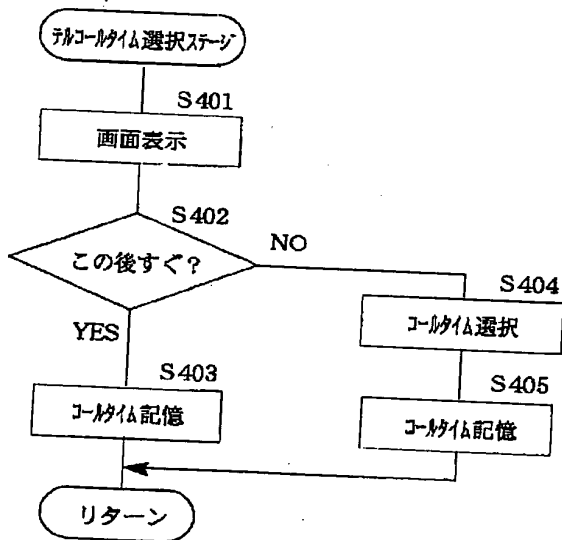 テルコールタイム選択ステージ
S401
画面表示
S402
この後すぐ?
NO
YES
S404
コールタイム選択
S403
コールタイム記憶
S405
コールタイム記憶
リターン